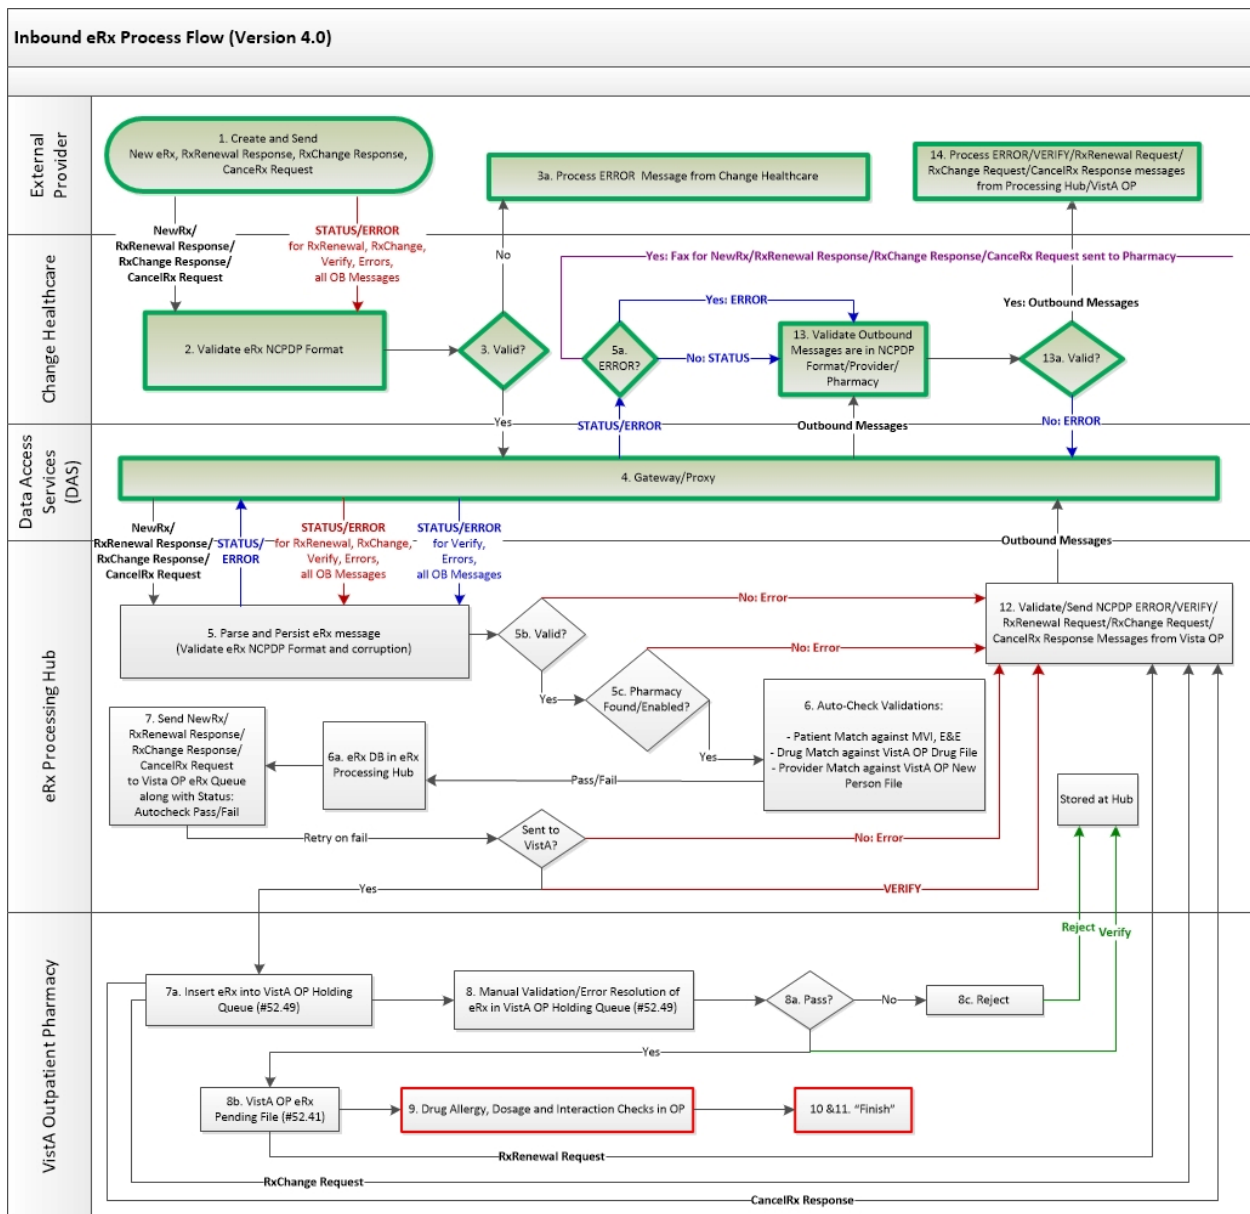 Inbound eRx Process Flow (Version 4.0)
External
Provider
1. Create and Send
New eRx, RxRenewal Response, RxChange Response,
CanceRx Request
3a. Process ERROR  Message from Change Healthcare
14. Process ERROR/VERIFY/RxRenewal Request/
RxChange Request/CancelRx Response messages
from Processing Hub/VistA OP
NewRx/
RxRenewal Response/
RxChange Response/
CancelRx Request
STATUS/ERROR
for RxRenewal, RxChange,
Verify, Errors,
all OB Messages
No
Change Healthcare
Yes: Fax for NewRx/RxRenewal Response/RxChange Response/CanceRx Request sent to Pharmacy
Yes: ERROR
Yes: Outbound Messages
2. Validate eRx NCPDP Format
3. Valid?
5a.
ERROR?
No: STATUS
13. Validate Outbound
Messages are in NCPDP
Format/Provider/
Pharmacy
13a. Valid?
Yes
STATUS/ERROR
Outbound Messages
No: ERROR
Data Access
Services
(DAS)
4. Gateway/Proxy
NewRx/
RxRenewal Response/
RxChange Response/
CancelRx Request
STATUS/
ERROR
STATUS/ERROR
for RxRenewal, RxChange,
Verify, Errors,
all OB Messages
STATUS/ERROR
for Verify,
Errors,
all OB Messages
Outbound Messages
eRx Processing Hub
5. Parse and Persist eRx message
(Validate eRx NCPDP Format and corruption)
5b. Valid?
No: Error
12. Validate/Send NCPDP ERROR/VERIFY/
RxRenewal Request/RxChange Request/
CancelRx Response Messages from Vista OP
Yes
5c. Pharmacy
Found/Enabled?
No: Error
Yes
6. Auto-Check Validations:
- Patient Match against MVI, E&E
- Drug Match against VistA OP Drug File
- Provider Match against VistA OP New
Person File
Pass/Fail
6a. eRx DB in eRx
Processing Hub
7. Send NewRx/
RxRenewal Response/
RxChange Response/
CancelRx Request
to Vista OP eRx Queue
along with Status:
Autocheck Pass/Fail
Stored at Hub
Retry on fail
Sent to
VistA?
No: Error
Yes
VERIFY
VistA Outpatient Pharmacy
Reject
Verify
7a. Insert eRx into VistA OP Holding
Queue (#52.49)
8. Manual Validation/Error Resolution of
eRx in VistA OP Holding Queue (#52.49)
8a. Pass?
No
8c. Reject
Yes
8b. VistA OP eRx
Pending File (#52.41)
9. Drug Allergy, Dosage and Interaction Checks in OP
10 &11. “Finish”
RxRenewal Request
RxChange Request
CancelRx Response